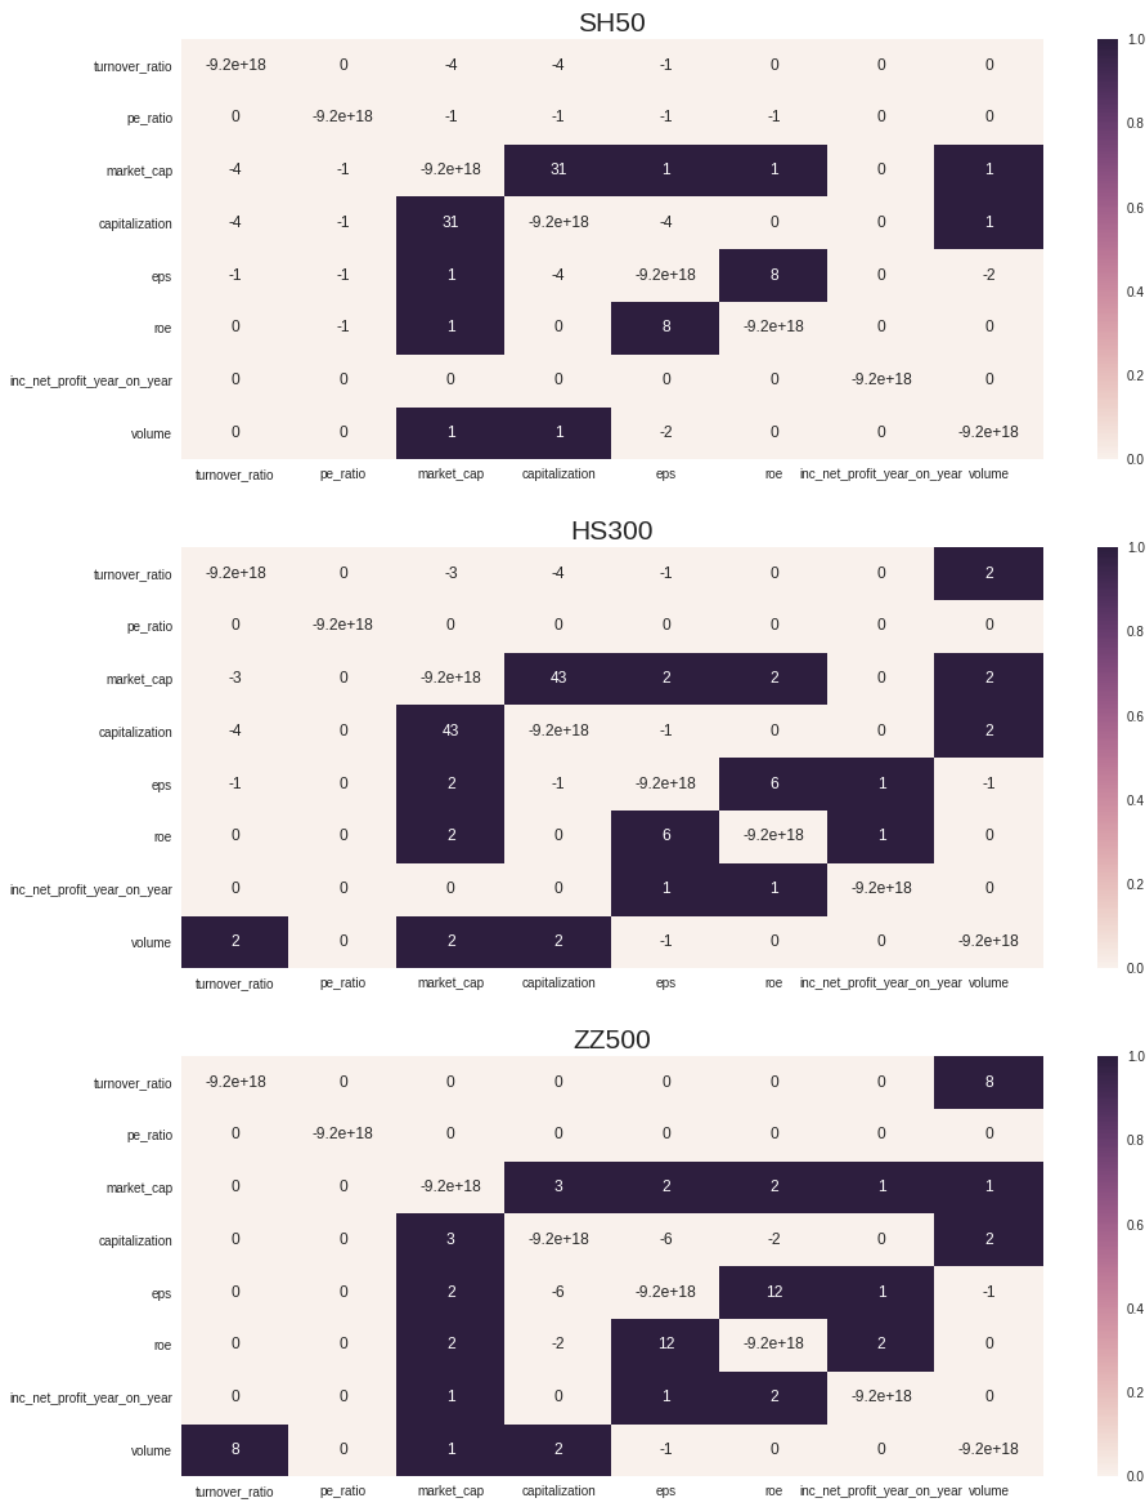 SH50
turnover_ratio -9.2e+18 0 -4 -4 -1 0 0 0 1.0
pe_ratio 0 -9.2e+18 -1 -1 -1 -1 0 0 0.8
market_cap -4 -1 -9.2e+18 31 1 1 0 1
capitalization -4 -1 31 -9.2e+18 -4 0 0 1 0.6
eps -1 -1 1 -4 -9.2e+18 8 0 -2 0.4
roe 0 -1 1 0 8 -9.2e+18 0 0
inc_net_profit_year_on_year 0 0 0 0 0 0 -9.2e+18 0 0.2
volume 0 0 1 1 -2 0 0 -9.2e+18 0.0
turnover_ratio pe_ratio market_cap capitalization eps roe inc_net_profit_year_on_year volume
HS300
turnover_ratio -9.2e+18 0 -3 -4 -1 0 0 2 1.0
pe_ratio 0 -9.2e+18 0 0 0 0 0 0 0.8
market_cap -3 0 -9.2e+18 43 2 2 0 2
capitalization -4 0 43 -9.2e+18 -1 0 0 2 0.6
eps -1 0 2 -1 -9.2e+18 6 1 -1 0.4
roe 0 0 2 0 6 -9.2e+18 1 0
inc_net_profit_year_on_year 0 0 0 0 1 1 -9.2e+18 0 0.2
volume 2 0 2 2 -1 0 0 -9.2e+18 0.0
turnover_ratio pe_ratio market_cap capitalization eps roe inc_net_profit_year_on_year volume
ZZ500
turnover_ratio -9.2e+18 0 0 0 0 0 0 8 1.0
pe_ratio 0 -9.2e+18 0 0 0 0 0 0 0.8
market_cap 0 0 -9.2e+18 3 2 2 1 1
capitalization 0 0 3 -9.2e+18 -6 -2 0 2 0.6
eps 0 0 2 -6 -9.2e+18 12 1 -1 0.4
roe 0 0 2 -2 12 -9.2e+18 2 0
inc_net_profit_year_on_year 0 0 1 0 1 2 -9.2e+18 0 0.2
volume 8 0 1 2 -1 0 0 -9.2e+18 0.0
turnover_ratio pe_ratio market_cap capitalization eps roe inc_net_profit_year_on_year volume